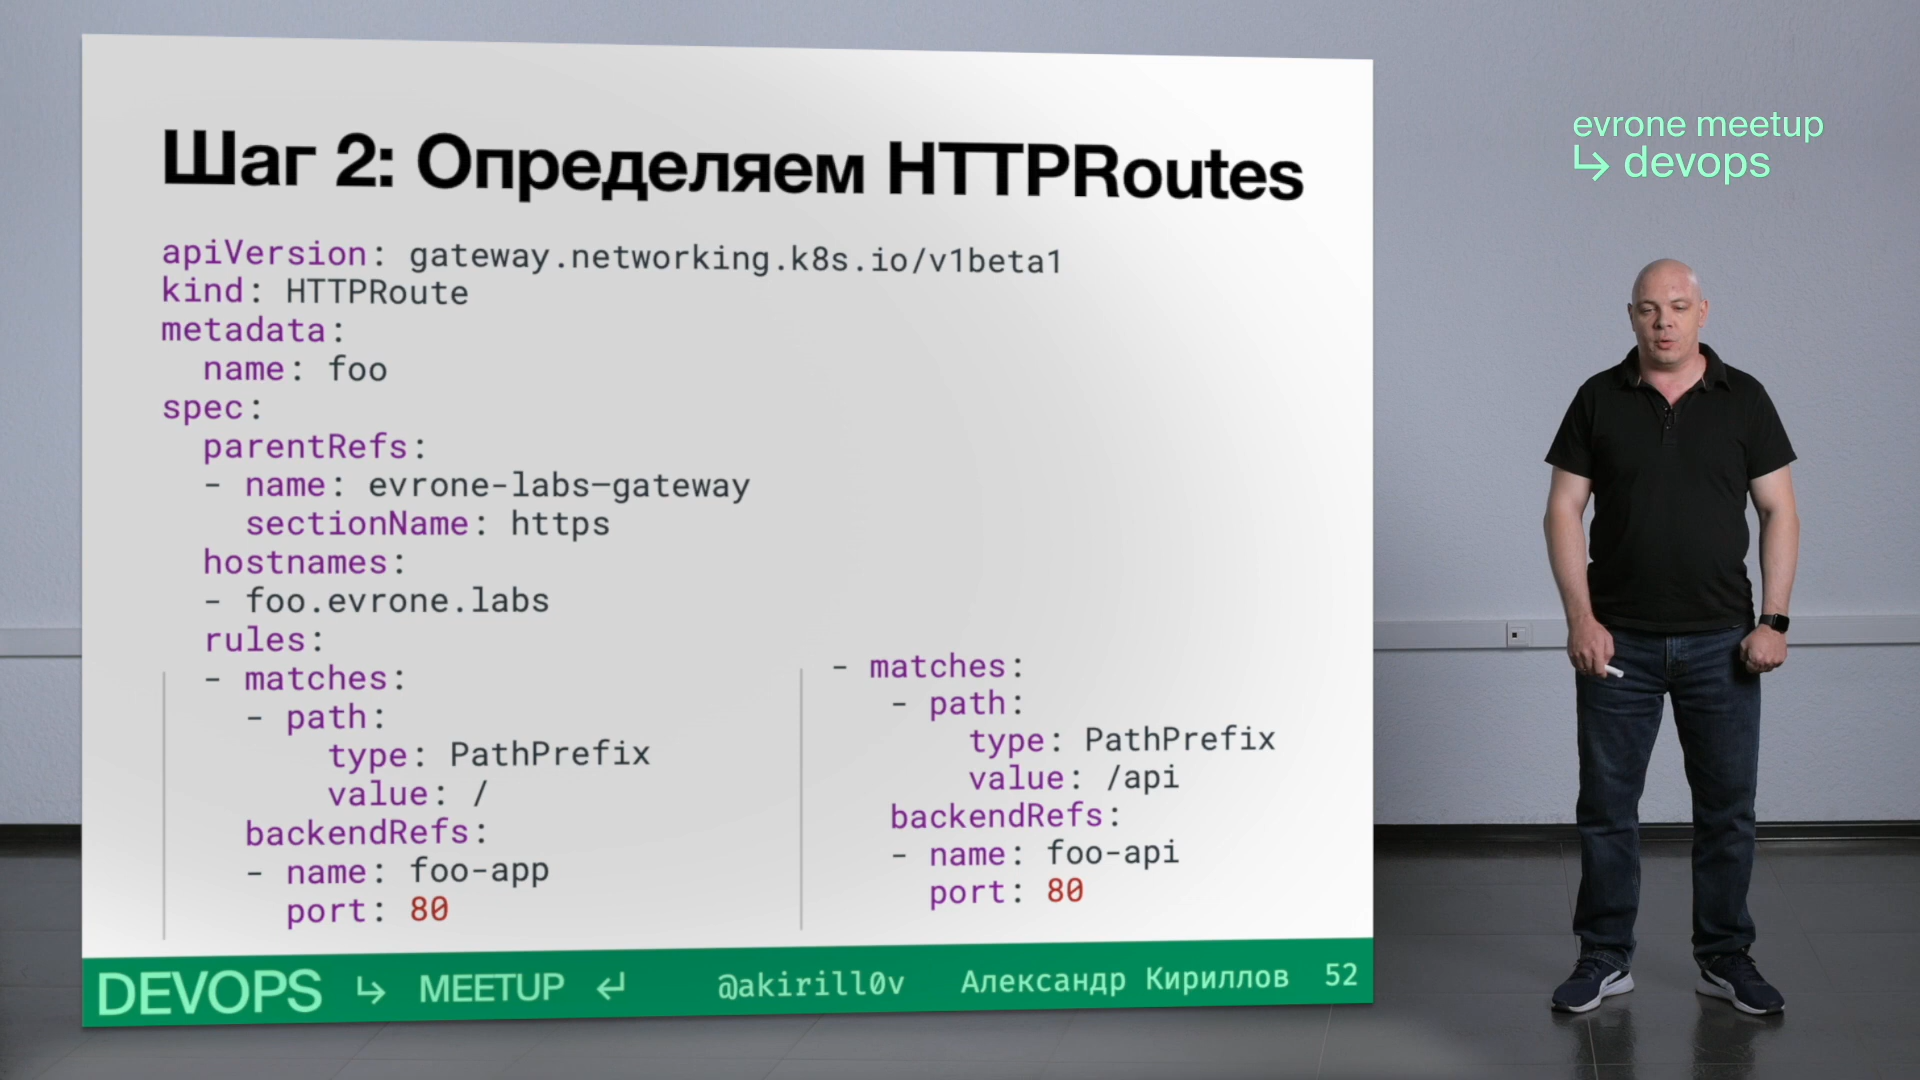 Шаг 2: Определяем HTTPRoutes
apiVersion: gateway.networking.k8s.io/v1beta1
kind: HTTPRoute
metadata:
  name: foo
spec:
  parentRefs:
  - name: evrone-labs–gateway
    sectionName: https
  hostnames:
  - foo.evrone.labs
  rules:
  - matches:
    - path:
        type: PathPrefix
        value: /
    backendRefs:
    - name: foo-app
      port: 80
- matches:
  - path:
      type: PathPrefix
      value: /api
  backendRefs:
  - name: foo-api
    port: 80
DEVOPS ↳ MEETUP ↵ @akirill0v Александр Кириллов 52
evrone meetup
↳ devops